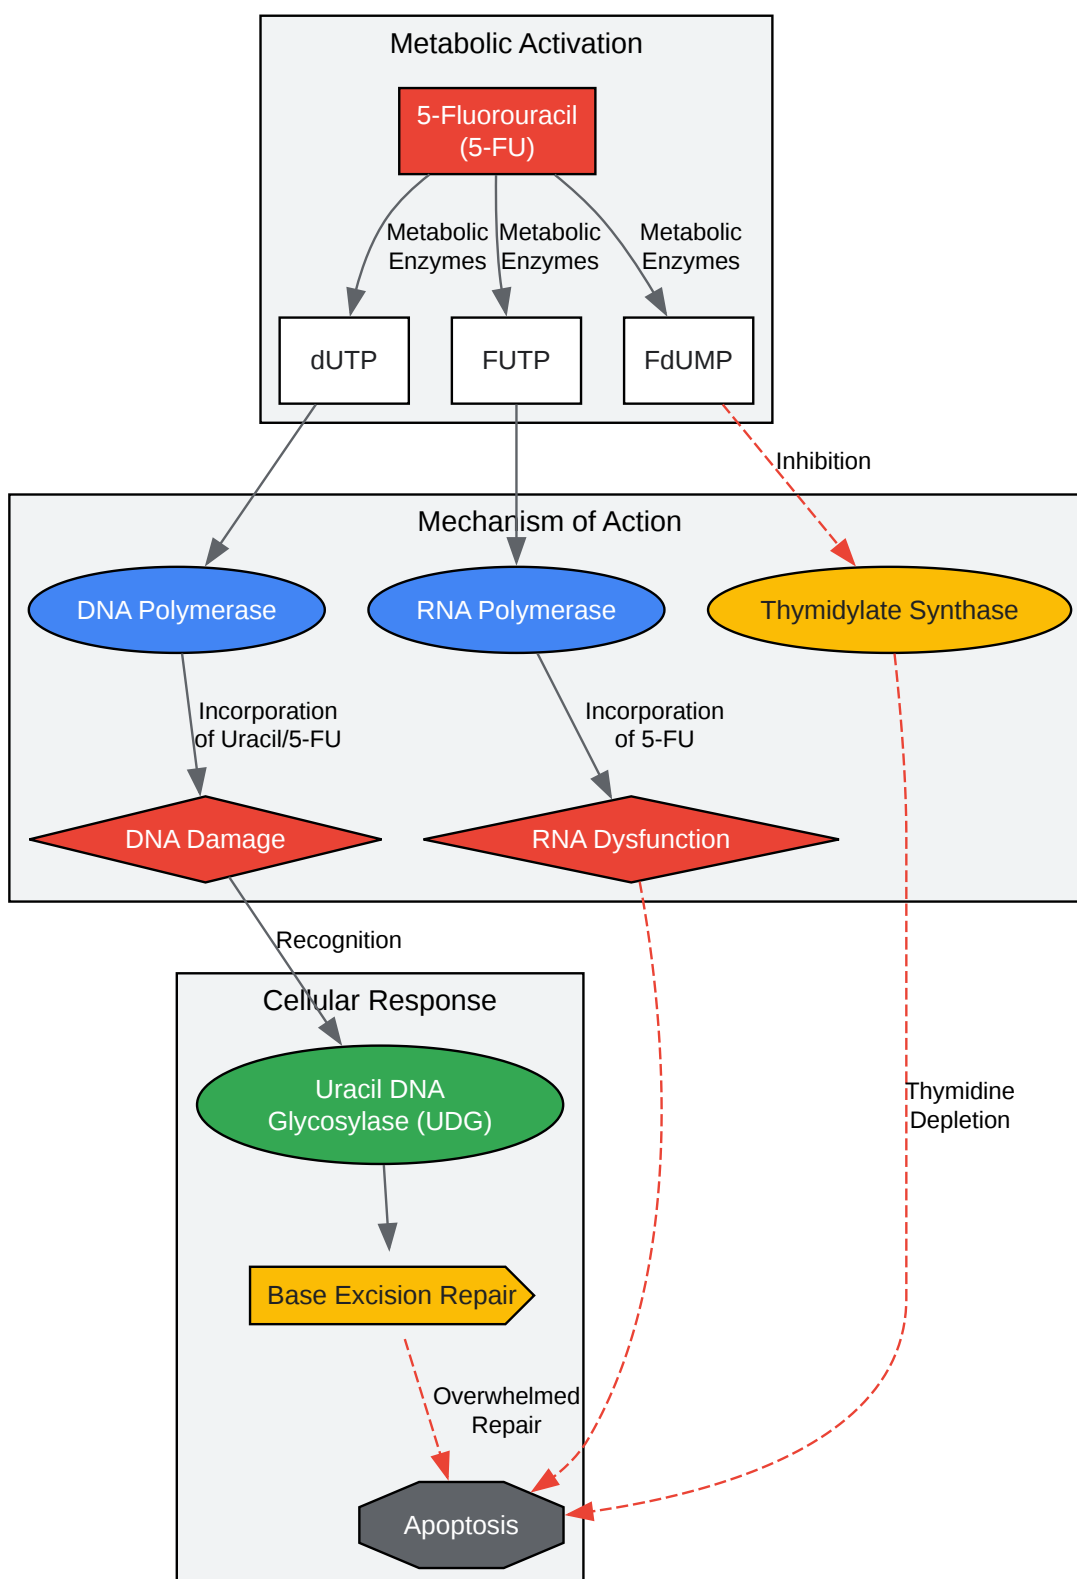 Metabolic Activation
5-Fluorouracil
(5-FU)
Metabolic
Enzymes
Metabolic
Enzymes
Metabolic
Enzymes
dUTP
FUTP
FdUMP
Inhibition
Mechanism of Action
DNA Polymerase
RNA Polymerase
Thymidylate Synthase
Incorporation
of Uracil/5-FU
Incorporation
of 5-FU
DNA Damage
RNA Dysfunction
Recognition
Cellular Response
Uracil DNA
Glycosylase (UDG)
Thymidine
Depletion
Base Excision Repair
Overwhelmed
Repair
Apoptosis